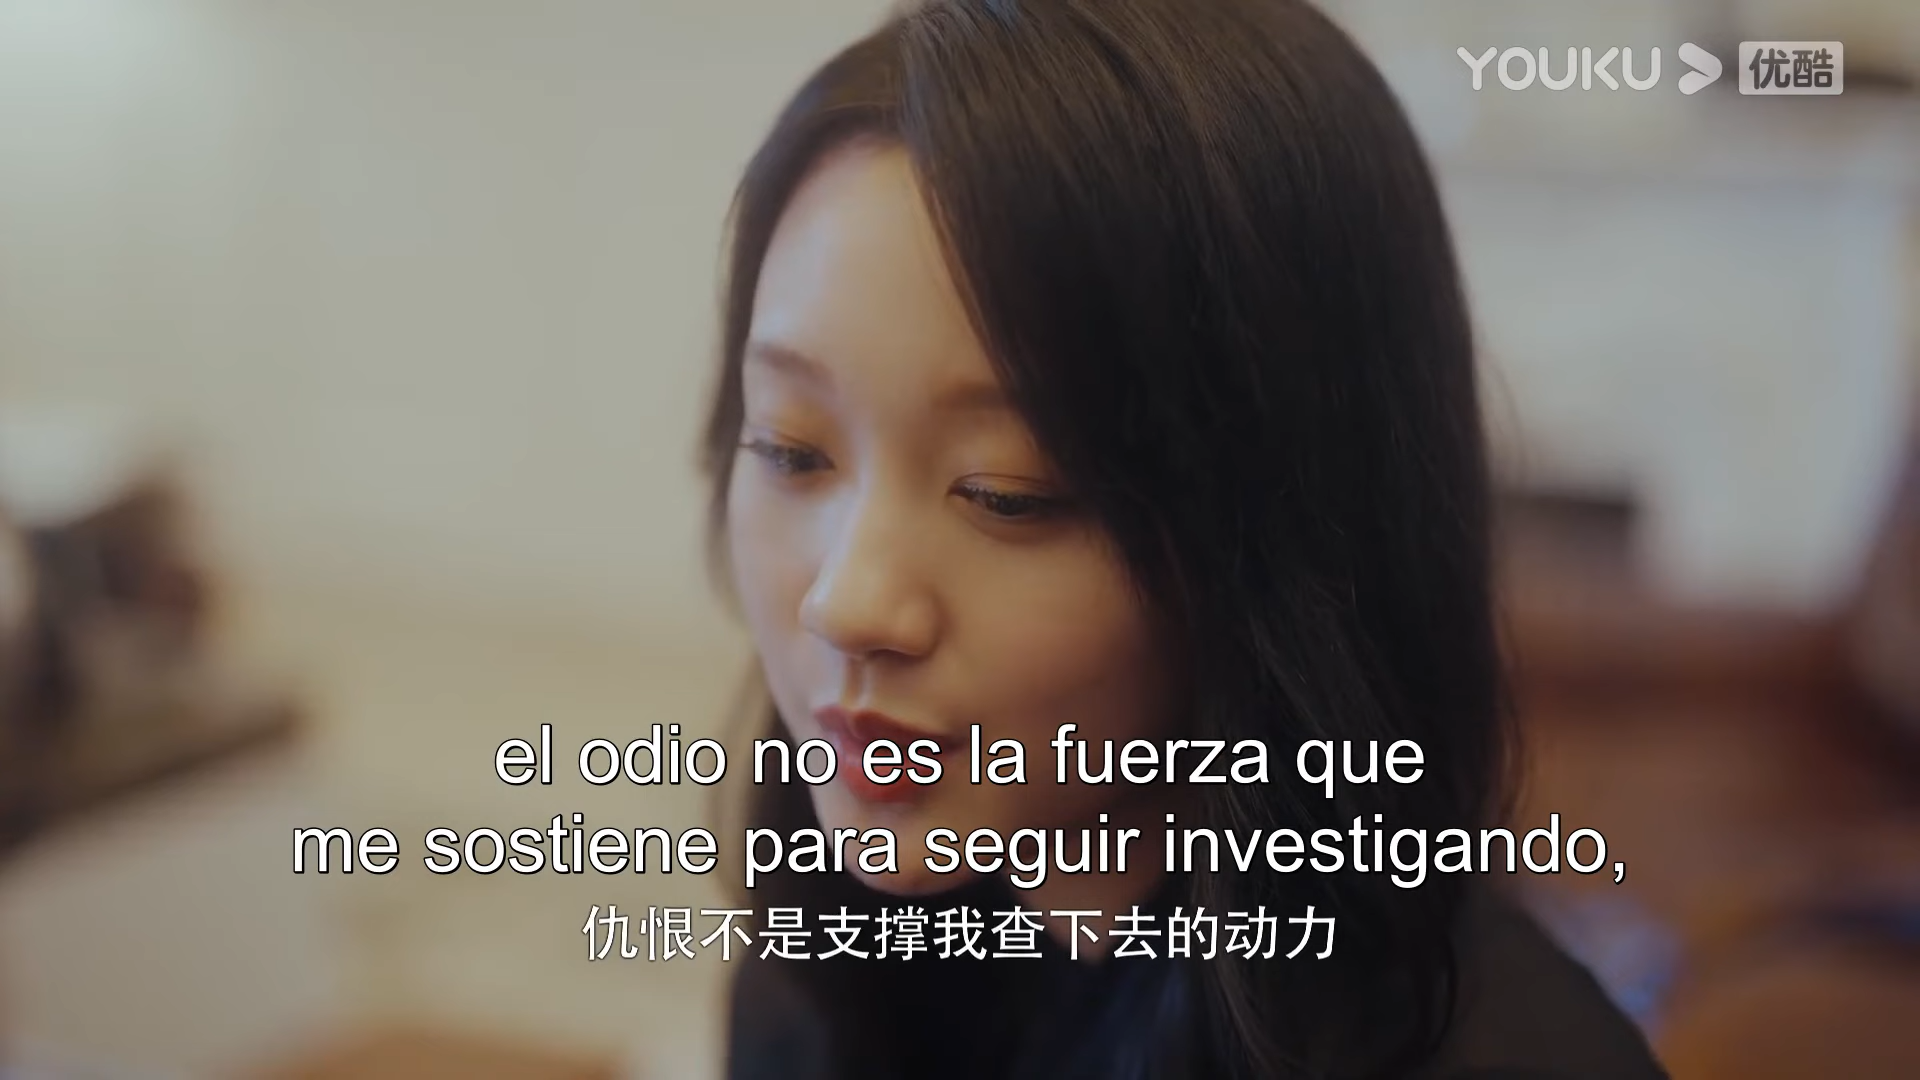 YOUKU 优酷
el odio no es la fuerza que
me sostiene para seguir investigando,
仇恨不是支撑我查下去的动力